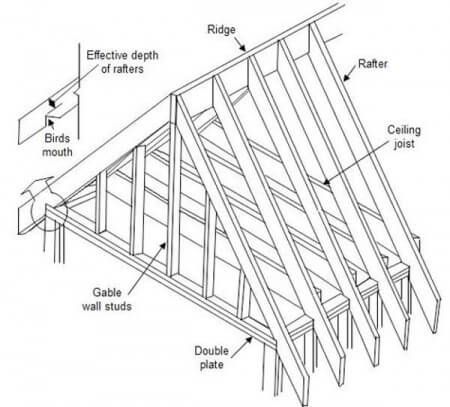 Ridge
Effective depth
of rafters
Rafter
Birds
mouth
Ceiling
joist
Gable
wall studs
Double
plate